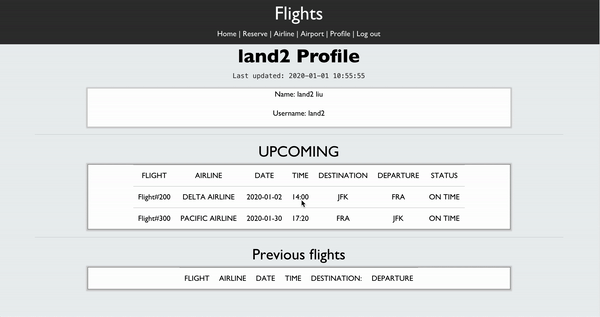 Flights
Home | Reserve | Airline | Airport | Profile | Log out
land2 Profile
Last updated: 2020-01-01 10:55:55
Name: land2 liu
Username: land2
UPCOMING
FLIGHT AIRLINE DATE TIME DESTINATION DEPARTURE STATUS
Flight#200 DELTA AIRLINE 2020-01-02 14:00 JFK FRA ON TIME
Flight#300 PACIFIC AIRLINE 2020-01-30 17:20 FRA JFK ON TIME
Previous flights
FLIGHT AIRLINE DATE TIME DESTINATION: DEPARTURE